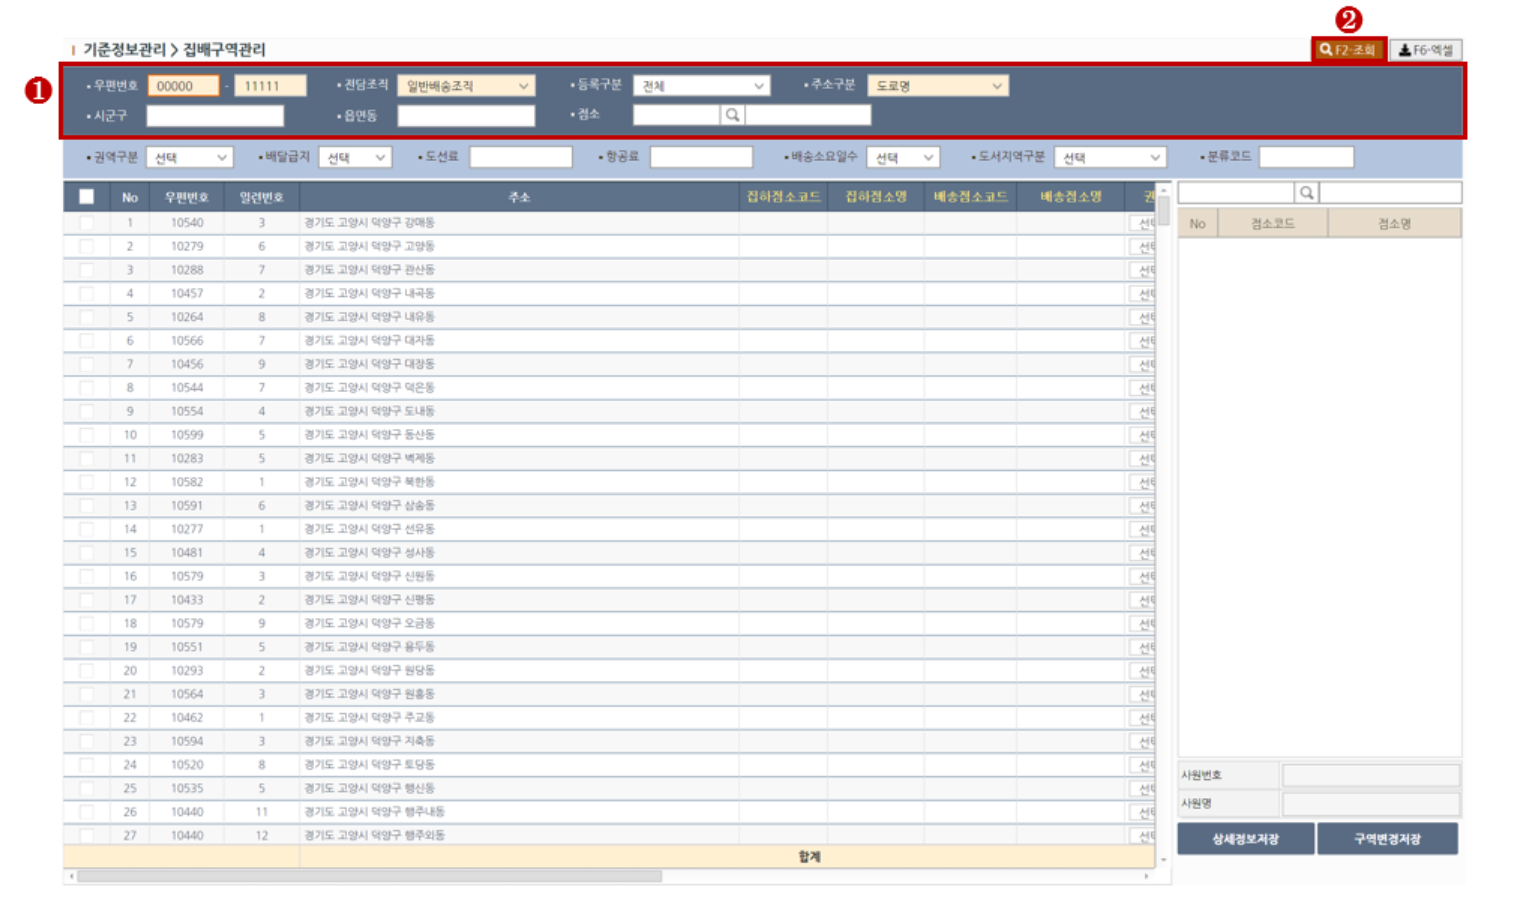 ❷
기준정보관리 > 집배구역관리
F2-조회 F6-엑셀
❶
• 우편번호 00000 - 11111 • 전담조직 일반배송조직 • 등록구분 전체 • 주소구분 도로명
• 시군구 • 읍면동 • 점소
• 권역구분 선택 • 배달급지 선택 • 도선료 • 항공료 • 배송소요일수 선택 • 도서지역구분 선택 • 분류코드
No 우편번호 일련번호 주소 집하점소코드 집하점소명 배송점소코드 배송점소명 권
No 점소코드 점소명
1 10540 3 경기도 고양시 덕양구 강매동 선택
2 10279 6 경기도 고양시 덕양구 고양동 선택
3 10288 7 경기도 고양시 덕양구 관산동 선택
4 10457 2 경기도 고양시 덕양구 내곡동 선택
5 10264 8 경기도 고양시 덕양구 내유동 선택
6 10566 7 경기도 고양시 덕양구 대자동 선택
7 10456 9 경기도 고양시 덕양구 대장동 선택
8 10544 7 경기도 고양시 덕양구 덕은동 선택
9 10554 4 경기도 고양시 덕양구 도내동 선택
10 10599 5 경기도 고양시 덕양구 동산동 선택
11 10283 5 경기도 고양시 덕양구 벽제동 선택
12 10582 1 경기도 고양시 덕양구 북한동 선택
13 10591 6 경기도 고양시 덕양구 삼송동 선택
14 10277 1 경기도 고양시 덕양구 선유동 선택
15 10481 4 경기도 고양시 덕양구 성사동 선택
16 10579 3 경기도 고양시 덕양구 신원동 선택
17 10433 2 경기도 고양시 덕양구 신평동 선택
18 10579 9 경기도 고양시 덕양구 오금동 선택
19 10551 5 경기도 고양시 덕양구 용두동 선택
20 10293 2 경기도 고양시 덕양구 원당동 선택
21 10564 3 경기도 고양시 덕양구 원흥동 선택
22 10462 1 경기도 고양시 덕양구 주교동 선택
23 10594 3 경기도 고양시 덕양구 지축동 선택
24 10520 8 경기도 고양시 덕양구 토당동 선택
25 10535 5 경기도 고양시 덕양구 행신동 선택
26 10440 11 경기도 고양시 덕양구 행주내동 선택
27 10440 12 경기도 고양시 덕양구 행주외동 선택
합계
사원번호
사원명
상세정보저장 구역변경저장